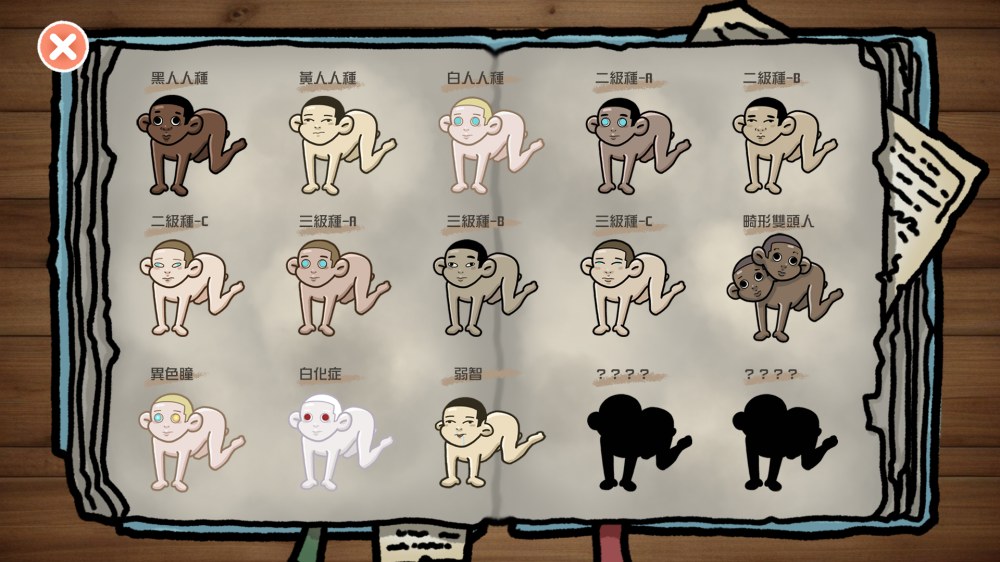 黑人人種
黃人人種
白人人種
二級種-A
二級種-B
二級種-C
三級種-A
三級種-B
三級種-C
畸形雙頭人
異色瞳
白化症
弱智
????
????